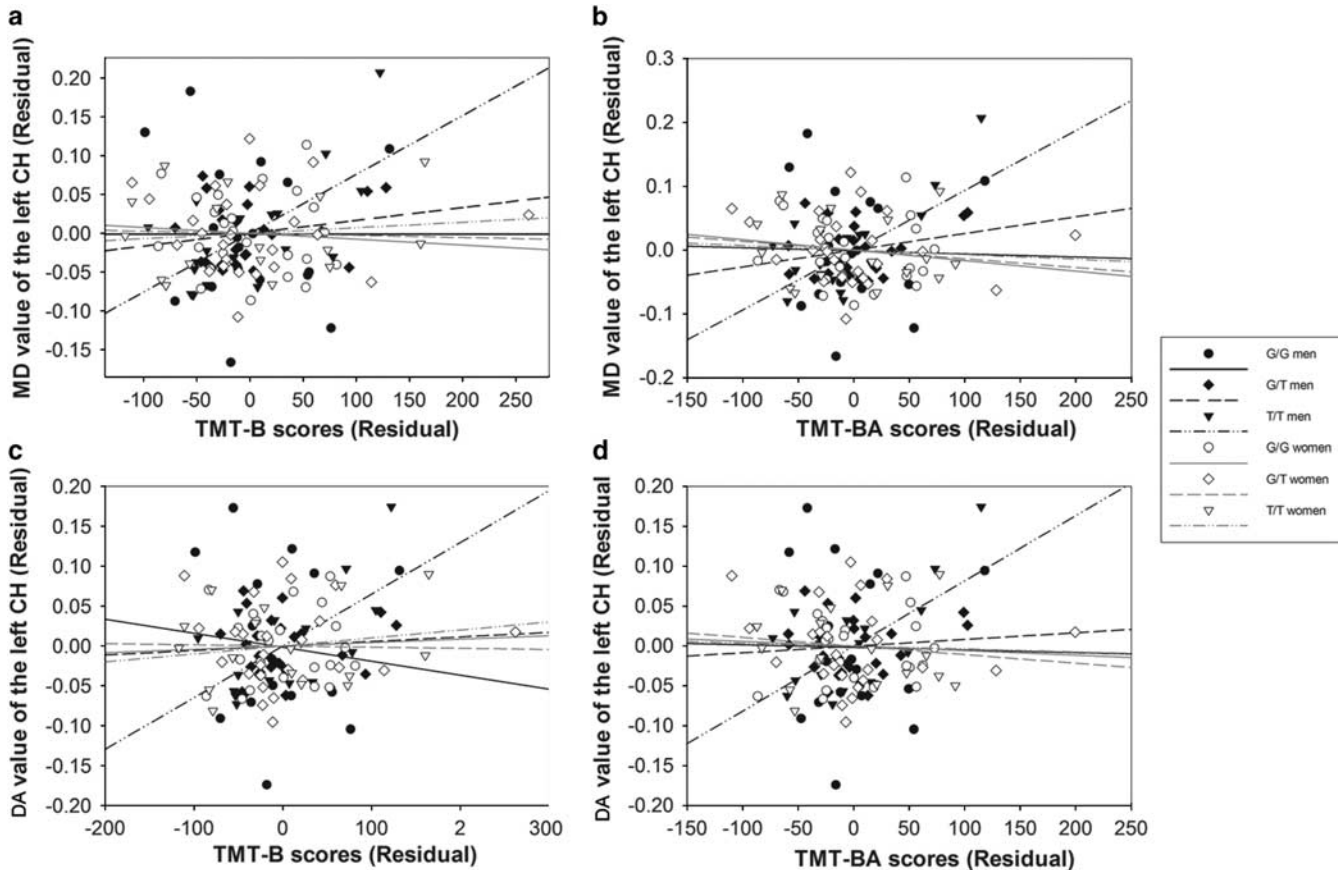 a
MD value of the left CH (Residual)
0.20
0.15
0.10
0.05
0.00
-0.05
-0.10
-0.15
-100 -50 0 50 100 150 200 250
TMT-B scores (Residual)
b
MD value of the left CH (Residual)
0.3
0.2
0.1
0.0
-0.1
-0.2
-150 -100 -50 0 50 100 150 200 250
TMT-BA scores (Residual)
c
DA value of the left CH (Residual)
0.20
0.15
0.10
0.05
0.00
-0.05
-0.10
-0.15
-0.20
-200 -100 0 100 2 300
TMT-B scores (Residual)
d
DA value of the left CH (Residual)
0.20
0.15
0.10
0.05
0.00
-0.05
-0.10
-0.15
-0.20
-150 -100 -50 0 50 100 150 200 250
TMT-BA scores (Residual)
G/G men
G/T men
T/T men
G/G women
G/T women
T/T women